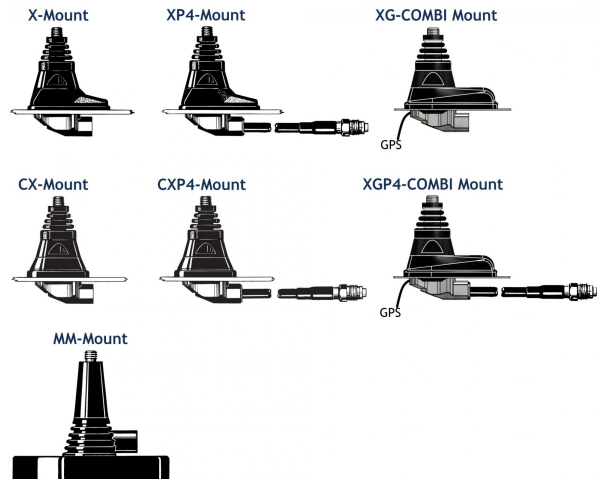 X-Mount
XP4-Mount
XG-COMBI Mount
GPS
CX-Mount
CXP4-Mount
XGP4-COMBI Mount
GPS
MM-Mount